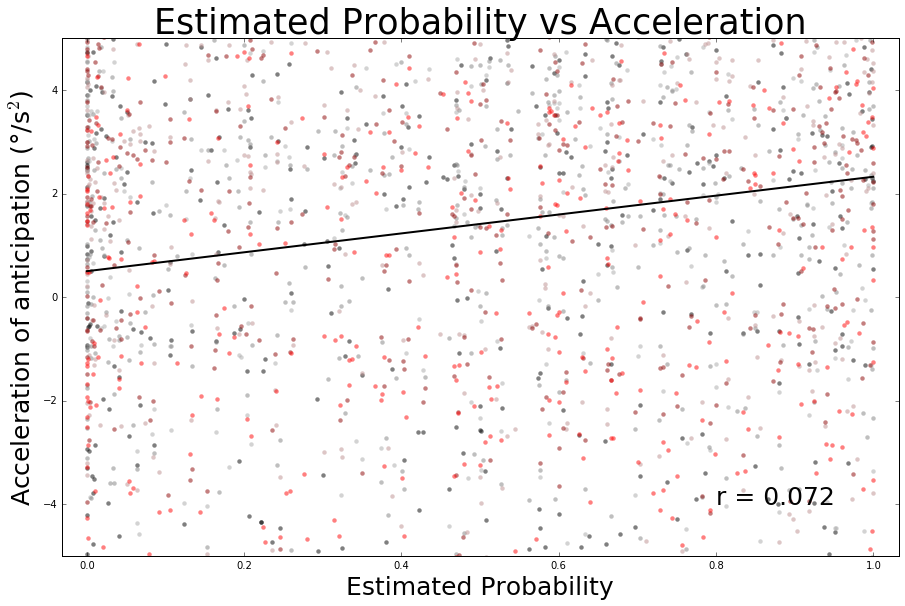 Estimated Probability vs Acceleration
Acceleration of anticipation (°/s²)
4
2
0
−2
−4
r = 0.072
0.0 0.2 0.4 0.6 0.8 1.0
Estimated Probability